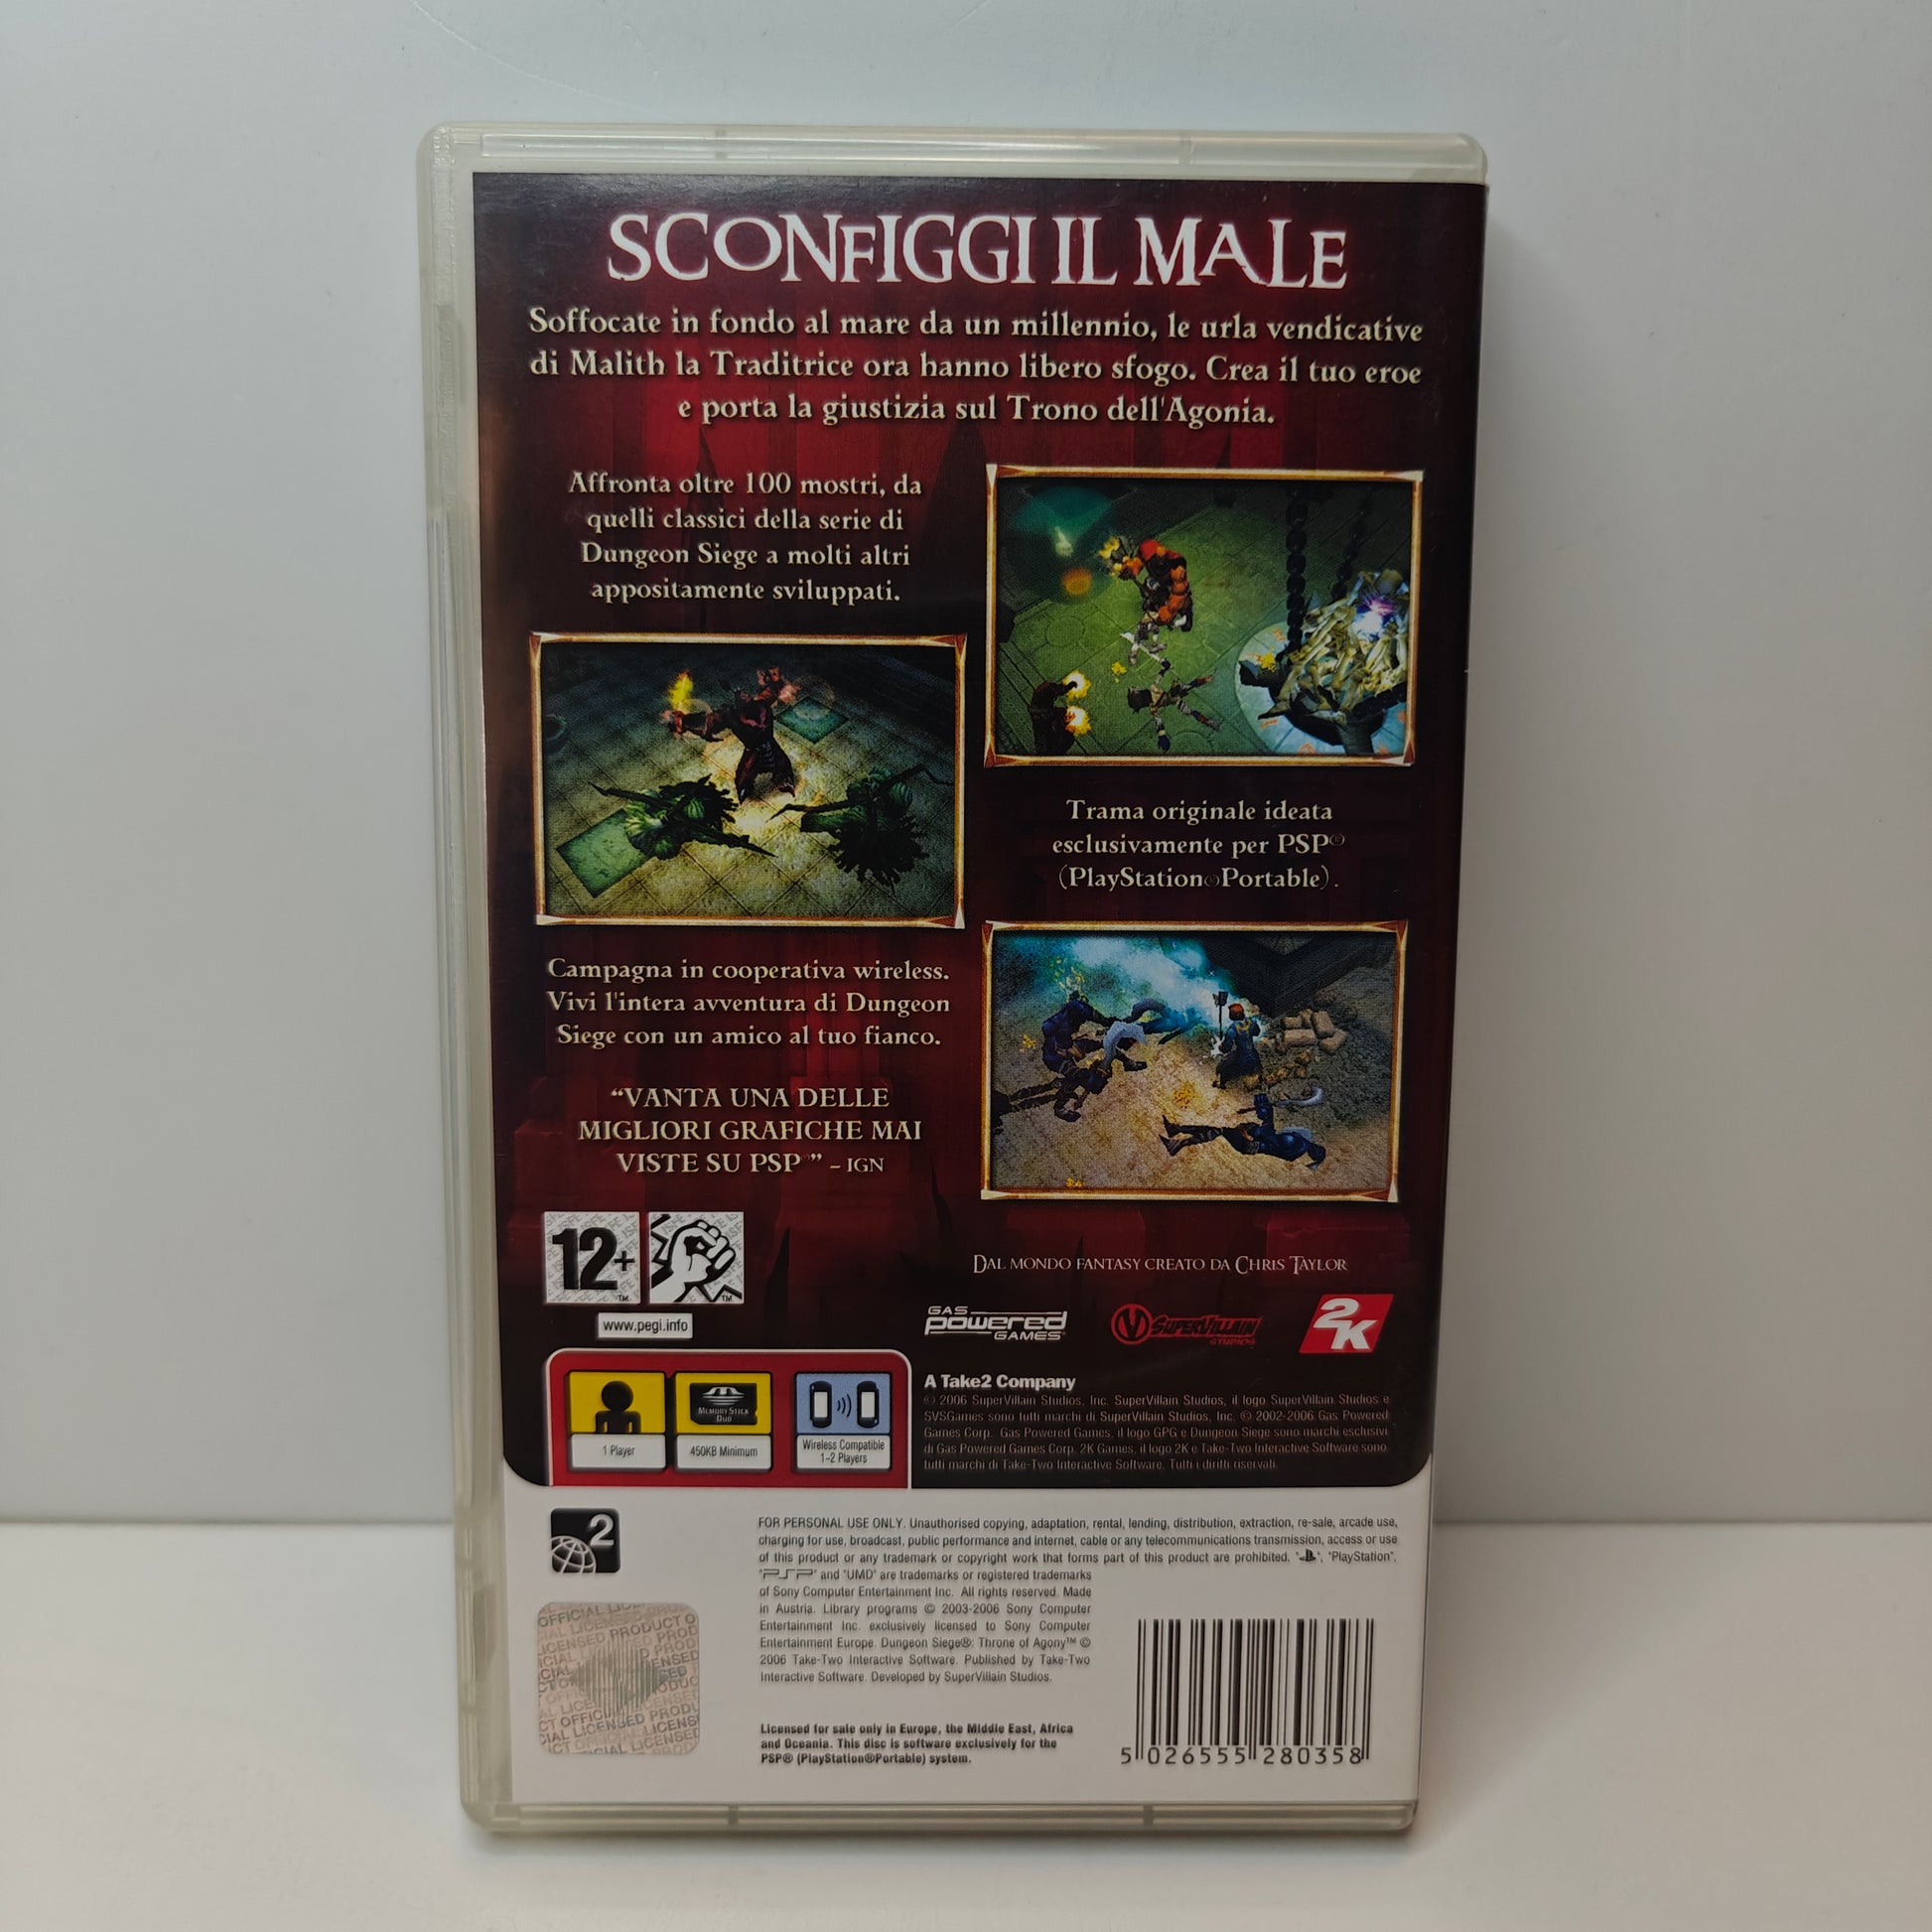 SCONFIGGI IL MALE
Soffocate in fondo al mare da un millennio, le urla vendicative
di Malith la Traditrice ora hanno libero sfogo. Crea il tuo eroe
e porta la giustizia sul Trono dell'Agonia.
Affronta oltre 100 mostri, da
quelli classici della serie di
Dungeon Siege a molti altri
appositamente sviluppati.
Trama originale ideata
esclusivamente per PSP®
(PlayStation®Portable).
Campagna in cooperativa wireless.
Vivi l'intera avventura di Dungeon
Siege con un amico al tuo fianco.
“VANTA UNA DELLE
MIGLIORI GRAFICHE MAI
VISTE SU PSP®” – IGN
12+
www.pegi.info
DAL MONDO FANTASY CREATO DA CHRIS TAYLOR
GAS
powered
GAMES
SUPERVILLAIN
STUDIOS
2K
MEMORY STICK
DUO
1 Player
450KB Minimum
Wireless Compatible
1-2 Players
A Take2 Company
© 2006 SuperVillain Studios, Inc. SuperVillain Studios, il logo SuperVillain Studios e
SVSGames sono tutti marchi di SuperVillain Studios, Inc. © 2002-2006 Gas Powered
Games Corp. Gas Powered Games, il logo GPG e Dungeon Siege sono marchi esclusivi
di Gas Powered Games Corp. 2K Games, il logo 2K e Take-Two Interactive Software sono
tutti marchi di Take-Two Interactive Software. Tutti i diritti riservati.
2
FOR PERSONAL USE ONLY. Unauthorised copying, adaptation, rental, lending, distribution, extraction, re-sale, arcade use,
charging for use, broadcast, public performance and internet, cable or any telecommunications transmission, access or use
of this product or any trademark or copyright work that forms part of this product are prohibited. "", "PlayStation",
"PSP" and "UMD" are trademarks or registered trademarks
of Sony Computer Entertainment Inc. All rights reserved. Made
in Austria. Library programs © 2003-2006 Sony Computer
Entertainment Inc. exclusively licensed to Sony Computer
Entertainment Europe. Dungeon Siege®: Throne of Agony™ ©
2006 Take-Two Interactive Software. Published by Take-Two
Interactive Software. Developed by SuperVillain Studios.
Licensed for sale only in Europe, the Middle East, Africa
and Oceania. This disc is software exclusively for the
PSP® (PlayStation®Portable) system.
5 026555 280358